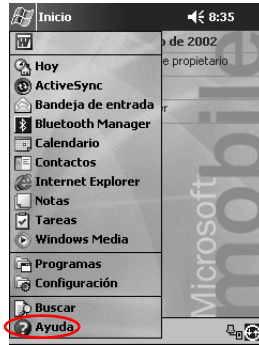 Inicio 8:35
o de 2002
Hoy
e propietario
ActiveSync
Bandeja de entrada
Bluetooth Manager
Calendario
Contactos
Internet Explorer
Notas
Tareas
Windows Media
Programas
Configuración
Buscar
Ayuda
Microsoft
mobile